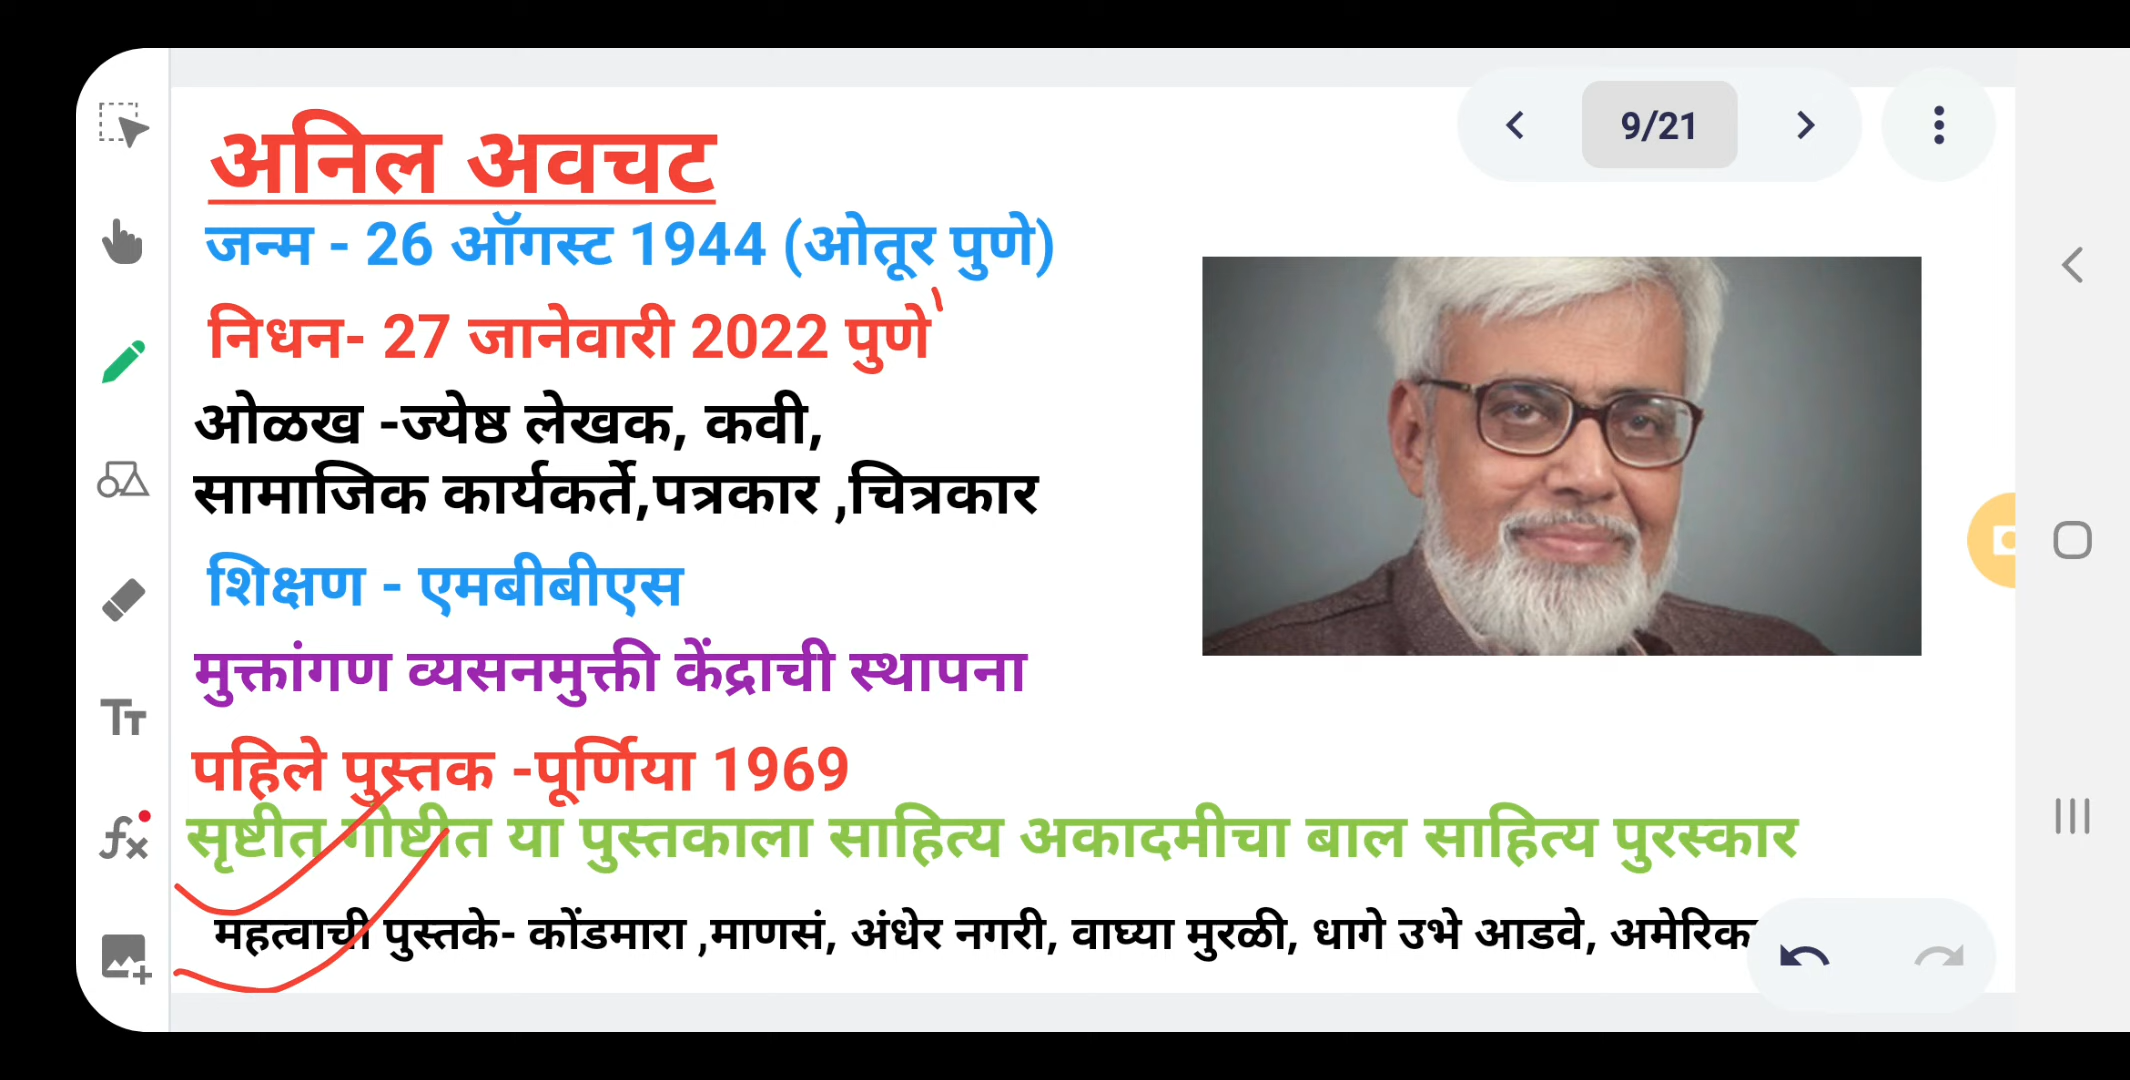 9/21
अनिल अवचट
जन्म - 26 ऑगस्ट 1944 (ओतूर पुणे)
निधन- 27 जानेवारी 2022 पुणे
ओळख -ज्येष्ठ लेखक, कवी,
सामाजिक कार्यकर्ते,पत्रकार ,चित्रकार
शिक्षण - एमबीबीएस
मुक्तांगण व्यसनमुक्ती केंद्राची स्थापना
पहिले पुस्तक -पूर्णिया 1969
सृष्टीत गोष्टीत या पुस्तकाला साहित्य अकादमीचा बाल साहित्य पुरस्कार
महत्वाची पुस्तके- कोंडमारा ,माणसं, अंधेर नगरी, वाघ्या मुरळी, धागे उभे आडवे,